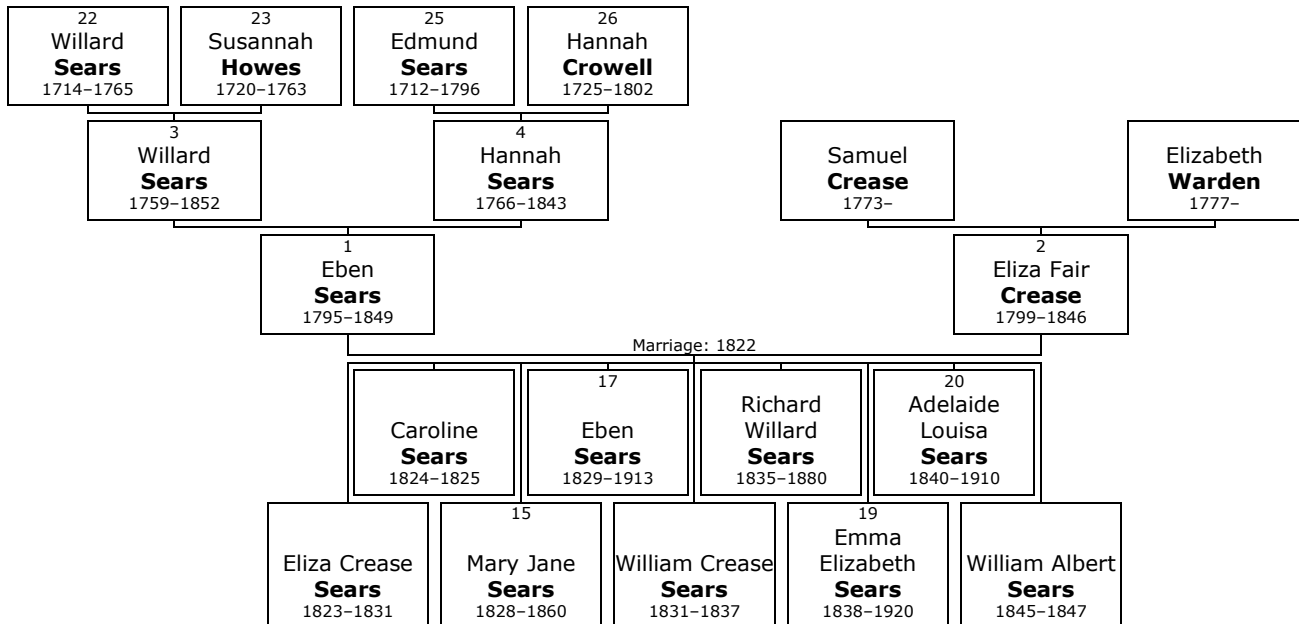 22
Willard
Sears
1714–1765
23
Susannah
Howes
1720–1763
25
Edmund
Sears
1712–1796
26
Hannah
Crowell
1725–1802
3
Willard
Sears
1759–1852
4
Hannah
Sears
1766–1843
Samuel
Crease
1773–
Elizabeth
Warden
1777–
1
Eben
Sears
1795–1849
2
Eliza Fair
Crease
1799–1846
Marriage: 1822
Caroline
Sears
1824–1825
17
Eben
Sears
1829–1913
Richard
Willard
Sears
1835–1880
20
Adelaide
Louisa
Sears
1840–1910
Eliza Crease
Sears
1823–1831
15
Mary Jane
Sears
1828–1860
William Crease
Sears
1831–1837
19
Emma
Elizabeth
Sears
1838–1920
William Albert
Sears
1845–1847